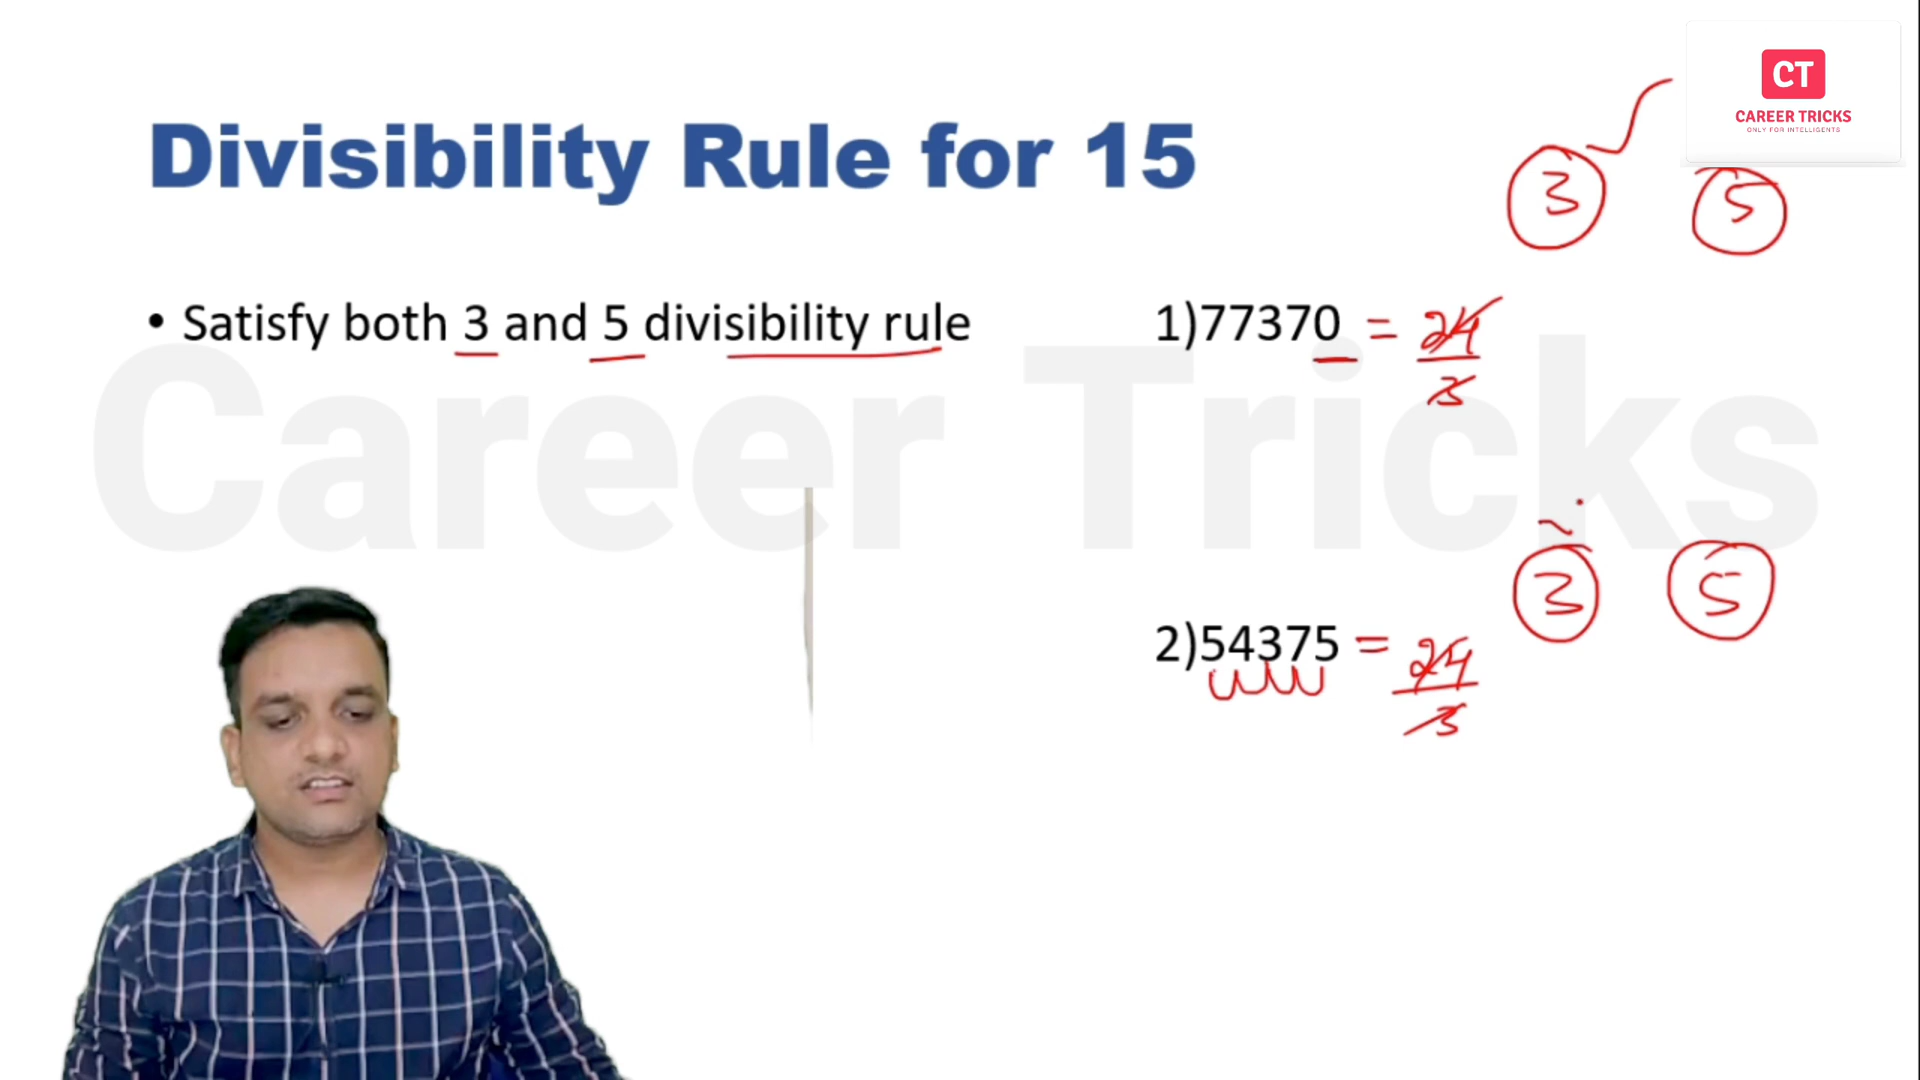 CT
CAREER TRICKS
ONLY FOR INTELLIGENTS
Divisibility Rule for 15
3 5
• Satisfy both 3 and 5 divisibility rule
1)77370 = 24
3
Career Tricks
3 5
2)54375 = 24
3